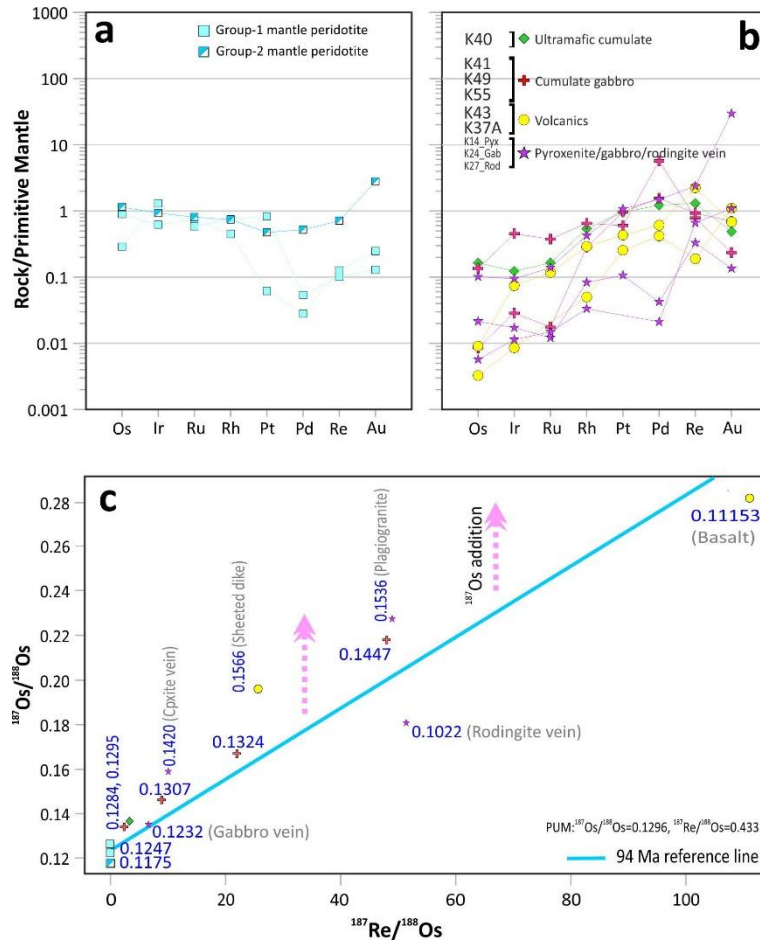 a
Group-1 mantle peridotite
Group-2 mantle peridotite
Rock/Primitive Mantle
1000
100
10
1
0.1
0.01
0.001
Os Ir Ru Rh Pt Pd Re Au
b
K40 Ultramafic cumulate
K41
K49 Cumulate gabbro
K55
K43 Volcanics
K37A
K14_Pyx
K24_Gab Pyroxenite/gabbro/rodingite vein
K27_Rod
Os Ir Ru Rh Pt Pd Re Au
c
187Os/188Os
0.28
0.26
0.24
0.22
0.20
0.18
0.16
0.14
0.12
0.1284, 0.1295
0.1420 (Cpxite vein)
0.1566 (Sheeted dike)
0.1536 (Plagiogranite)
187Os addition
0.11153
(Basalt)
0.1447
0.1324
0.1022 (Rodingite vein)
0.1307
0.1232 (Gabbro vein)
0.1247
0.1175
PUM:187Os/188Os=0.1296, 187Re/188Os=0.433
94 Ma reference line
0 20 40 60 80 100
187Re/188Os